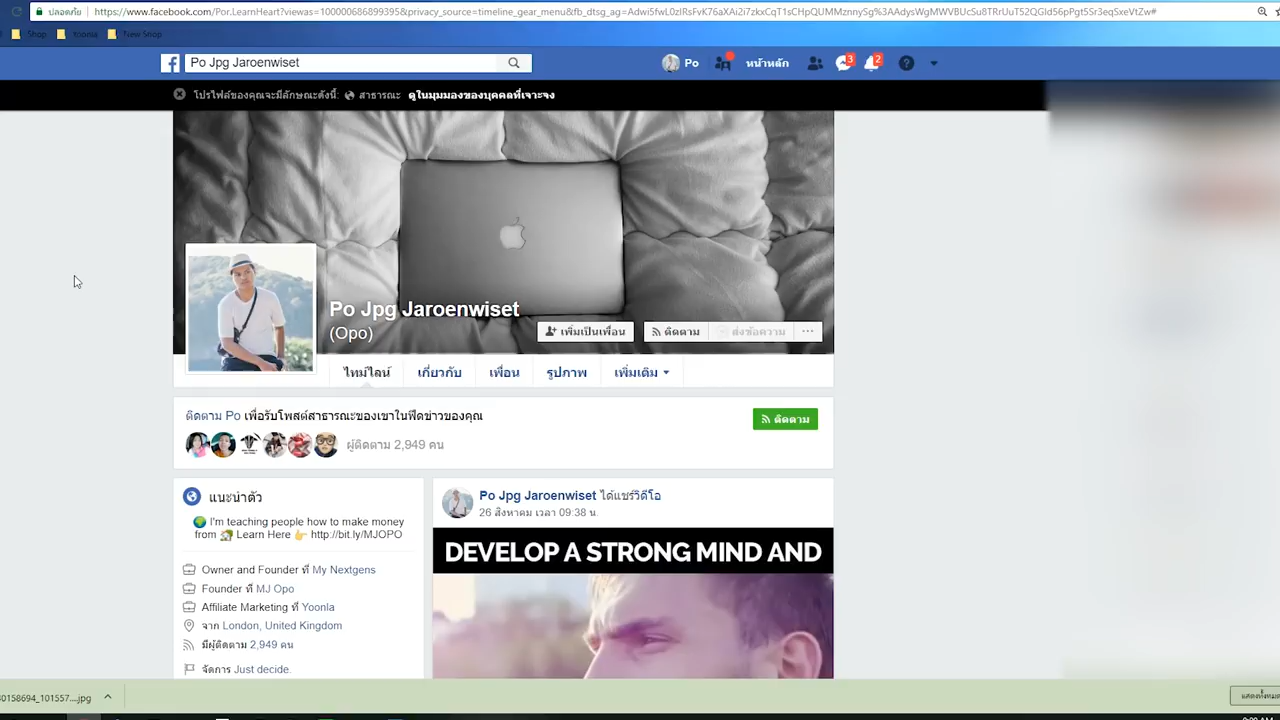 ปลอดภัย https://www.facebook.com/Por.LearnHeart?viewas=100000686899395&privacy_source=timeline_gear_menu&fb_dtsg_ag=
Shop yoonla New Shop
Po Jpg Jaroenwiset Po หน้าหลัก 3 2
โปรไฟล์ของคุณจะมีลักษณะดังนี้: สาธารณะ ดูในมุมมองของบุคคลที่เจาะจง
Po Jpg Jaroenwiset
(Opo)
เพิ่มเป็นเพื่อน ติดตาม ส่งข้อความ ...
ไทม์ไลน์ เกี่ยวกับ เพื่อน รูปภาพ เพิ่มเติม
ติดตาม Po เพื่อรับโพสต์สาธารณะของเขาในฟีดข่าวของคุณ
ติดตาม
ผู้ติดตาม 2,949 คน
แนะนำตัว
I'm teaching people how to make money
from Learn Here http://bit.ly/MJOPO
Owner and Founder ที่ My Nextgens
Founder ที่ MJ Opo
Affiliate Marketing ที่ Yoonla
จาก London, United Kingdom
มีผู้ติดตาม 2,949 คน
จัดการ Just decide.
Po Jpg Jaroenwiset ได้แชร์วิดีโอ
26 สิงหาคม เวลา 09:38 น.
DEVELOP A STRONG MIND AND
30158694_101557....jpg
แสดงทั้งหมด